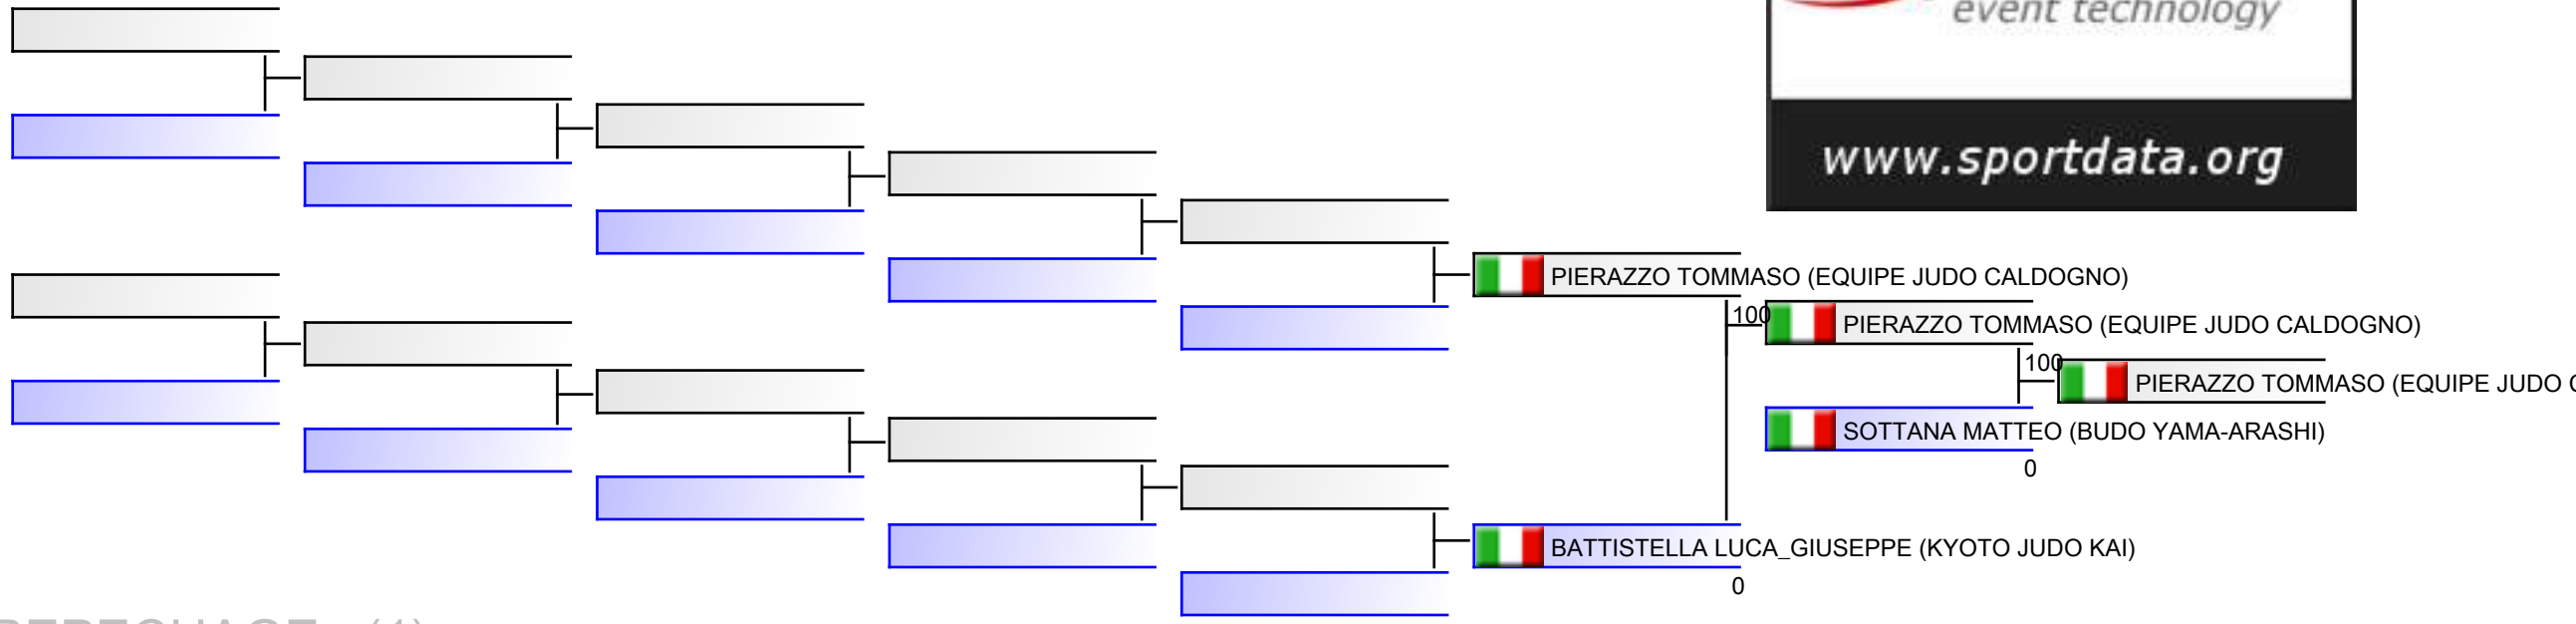 event technology
www.sportdata.org
PIERAZZO TOMMASO (EQUIPE JUDO CALDOGNO)
100
PIERAZZO TOMMASO (EQUIPE JUDO CALDOGNO)
100
PIERAZZO TOMMASO (EQUIPE JUDO
SOTTANA MATTEO (BUDO YAMA-ARASHI)
0
BATTISTELLA LUCA_GIUSEPPE (KYOTO JUDO KAI)
0